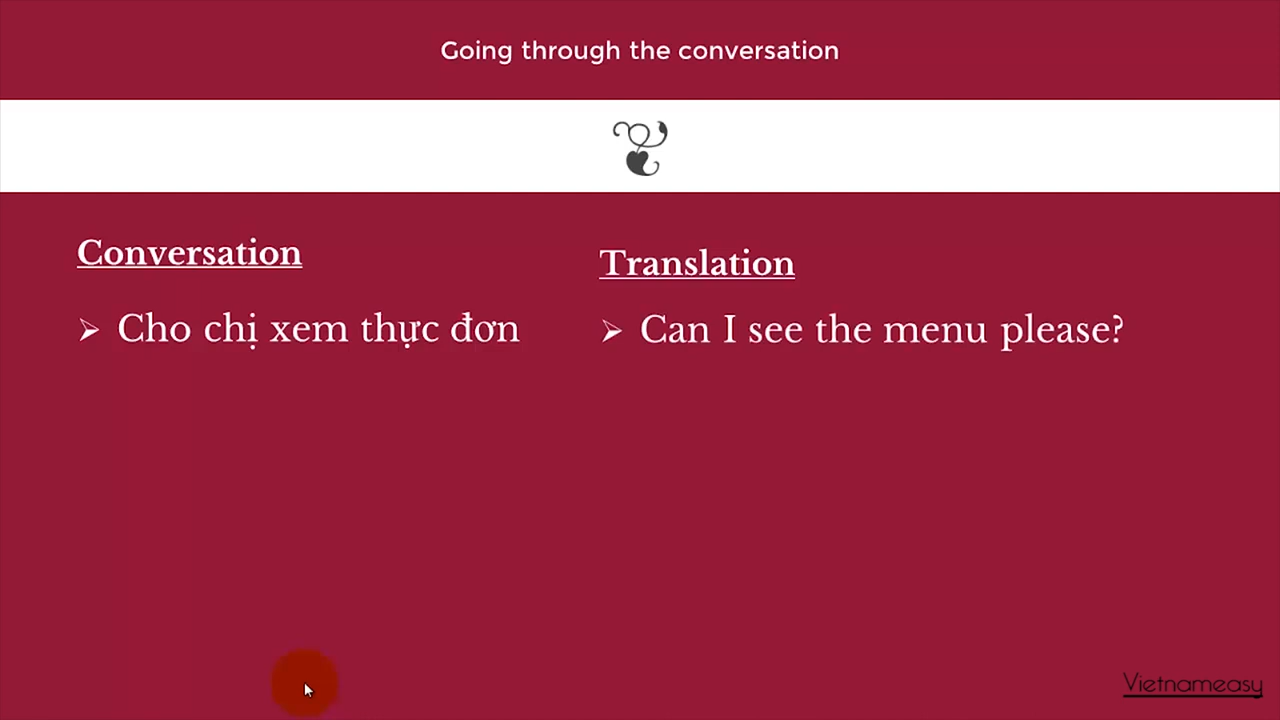 Going through the conversation
Conversation
Cho chị xem thực đơn
Translation
Can I see the menu please?
Vietnameasy